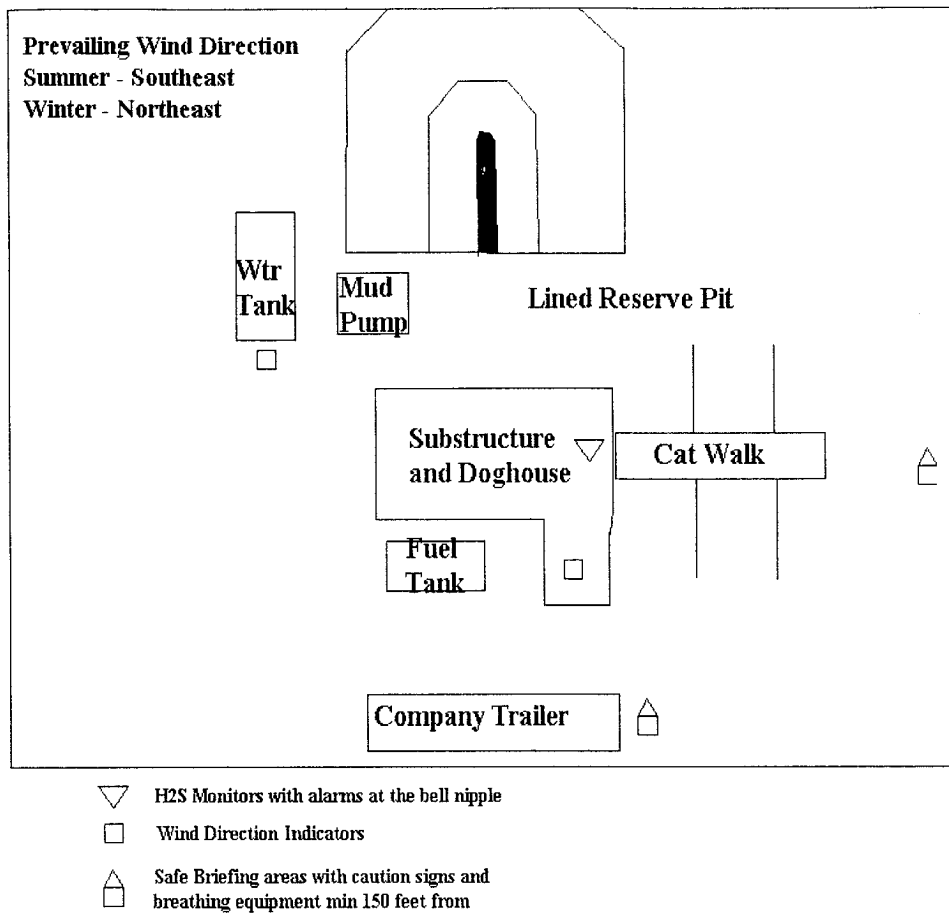 Prevailing Wind Direction
Summer - Southeast
Winter - Northeast
Wtr
Tank
Mud
Pump
Lined Reserve Pit
Substructure
and Doghouse
Cat Walk
Fuel
Tank
Company Trailer
H2S Monitors with alarms at the bell nipple
Wind Direction Indicators
Safe Briefing areas with caution signs and
breathing equipment min 150 feet from